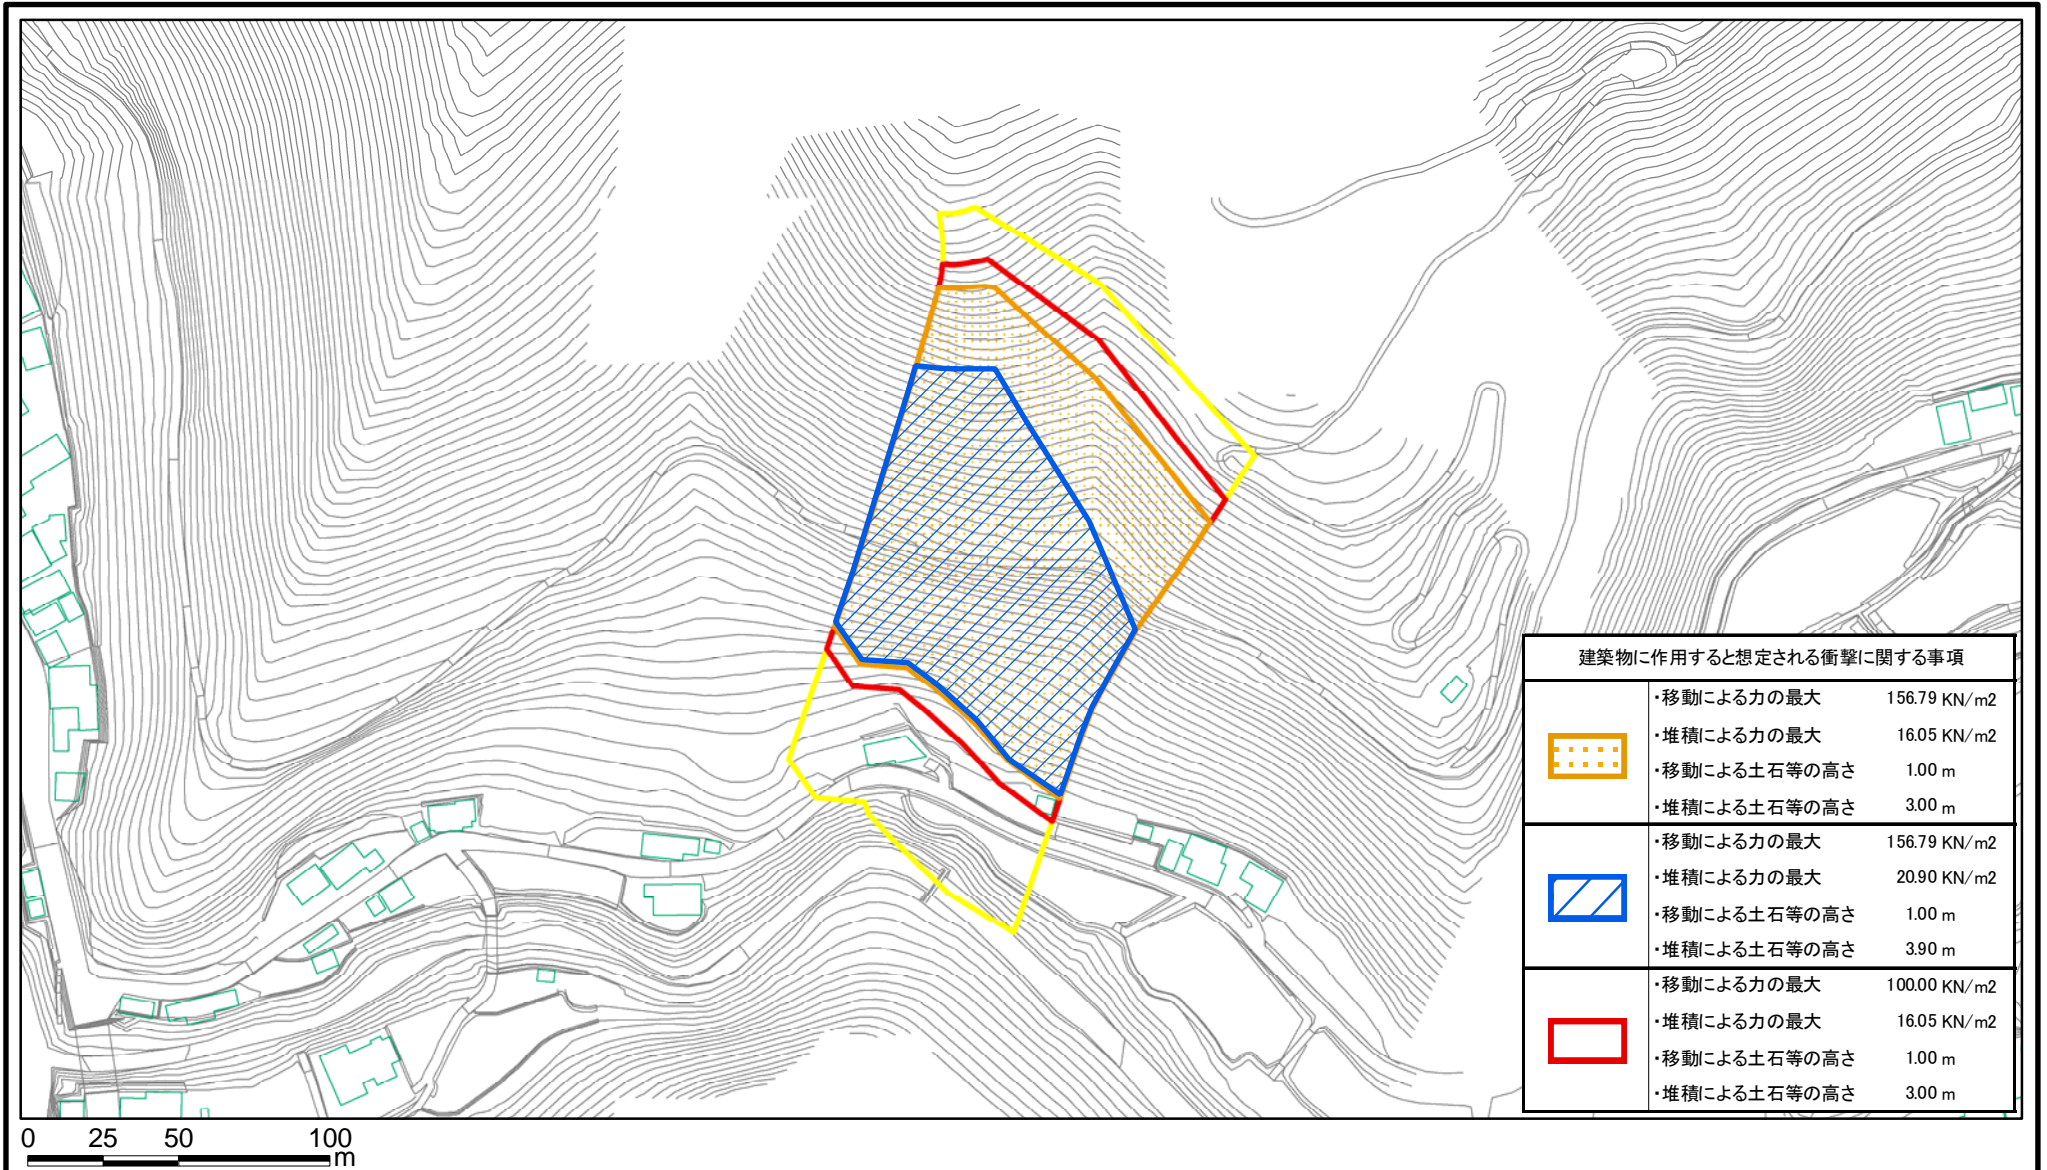 建築物に作用すると想定される衝撃に関する事項
・移動による力の最大 156.79 KN/m2
・堆積による力の最大 16.05 KN/m2
・移動による土石等の高さ 1.00 m
・堆積による土石等の高さ 3.00 m
・移動による力の最大 156.79 KN/m2
・堆積による力の最大 20.90 KN/m2
・移動による土石等の高さ 1.00 m
・堆積による土石等の高さ 3.90 m
・移動による力の最大 100.00 KN/m2
・堆積による力の最大 16.05 KN/m2
・移動による土石等の高さ 1.00 m
・堆積による土石等の高さ 3.00 m
0 25 50 100
m